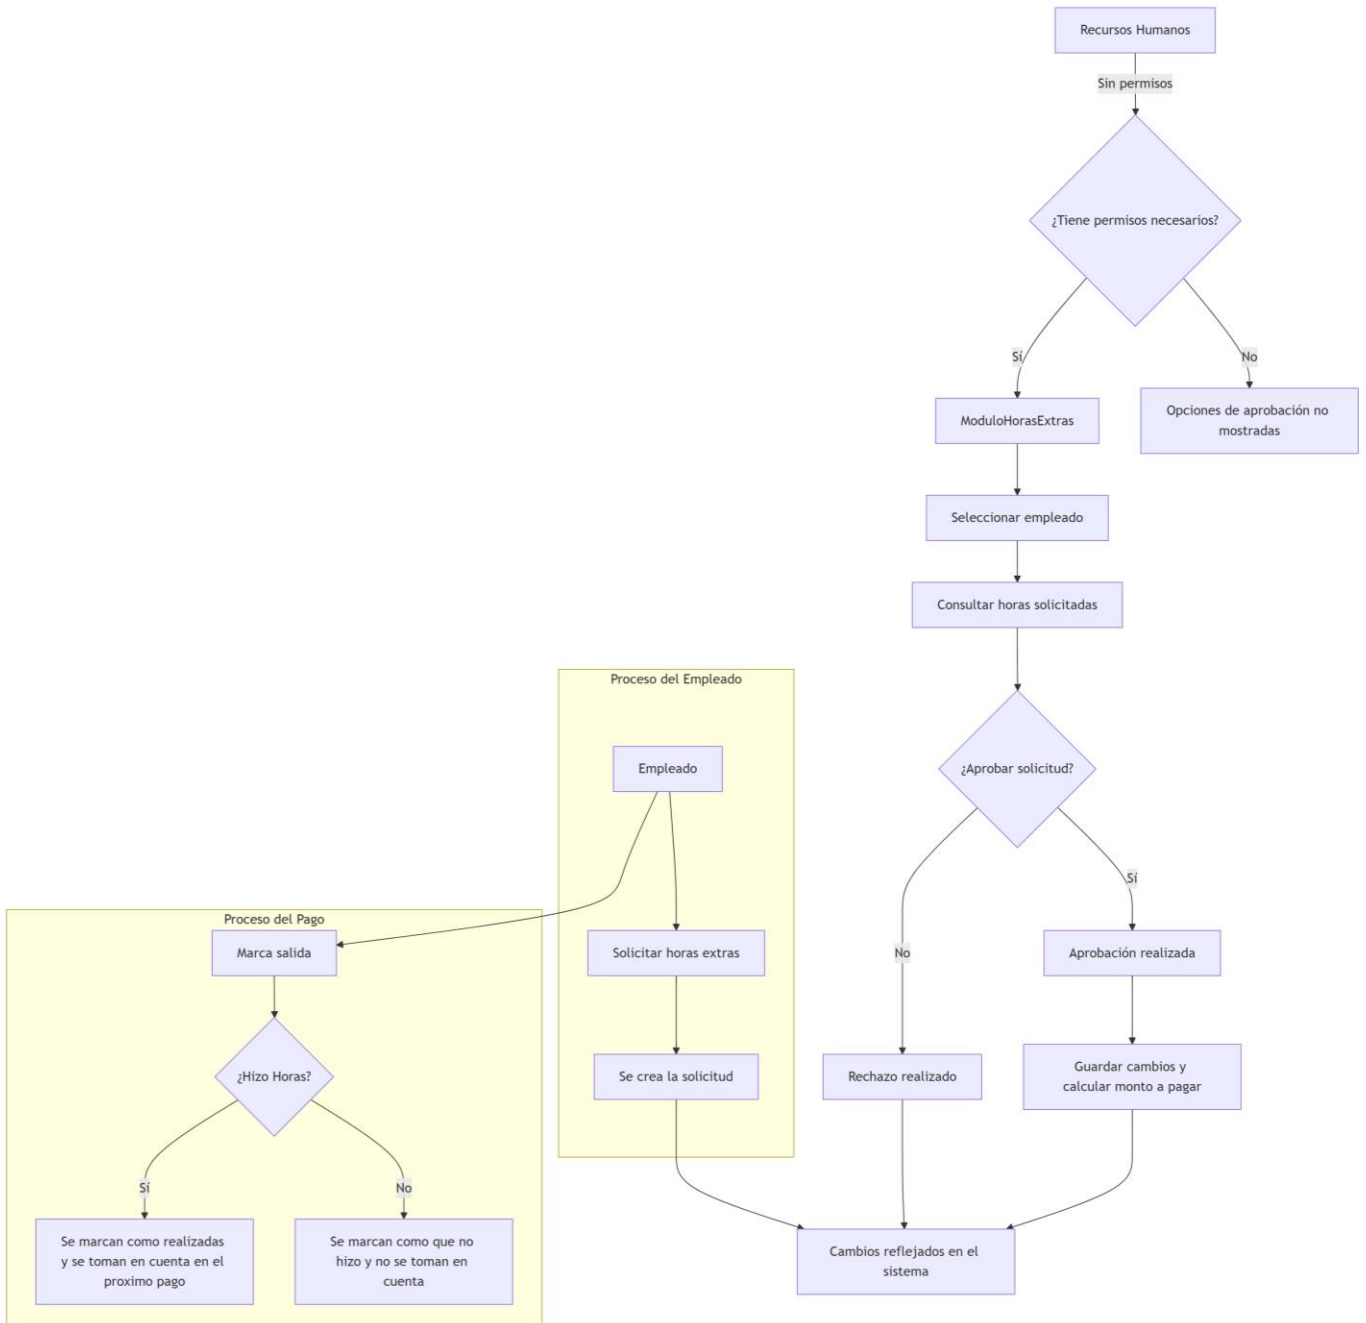 Recursos Humanos
Sin permisos
¿Tiene permisos necesarios?
Sí
No
ModuloHorasExtras
Opciones de aprobación no
mostradas
Seleccionar empleado
Consultar horas solicitadas
Proceso del Empleado
Empleado
¿Aprobar solicitud?
Sí
Proceso del Pago
Marca salida
Solicitar horas extras
No
Aprobación realizada
¿Hizo Horas?
Se crea la solicitud
Rechazo realizado
Guardar cambios y
calcular monto a pagar
Sí
No
Se marcan como realizadas
y se toman en cuenta en el
proximo pago
Se marcan como que no
hizo y no se toman en
cuenta
Cambios reflejados en el
sistema